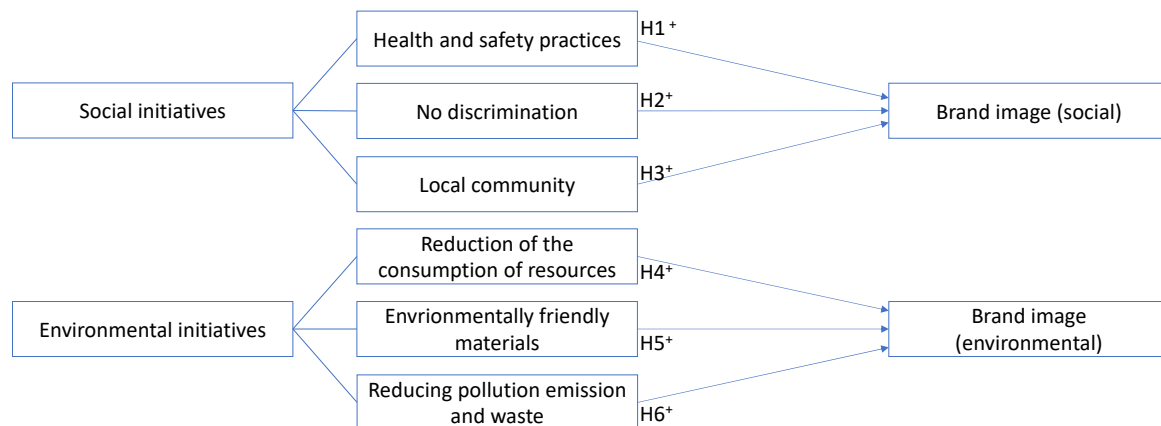 Health and safety practices
H1 +
Social initiatives
No discrimination
H2+
Brand image (social)
Local community
H3+
Reduction of the
consumption of resources
H4+
Environmental initiatives
Envrionmentally friendly
materials
H5+
Brand image
(environmental)
Reducing pollution emission
and waste
H6+